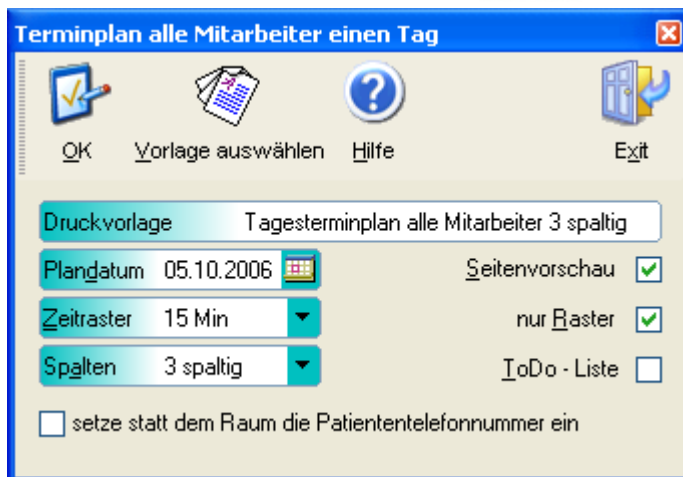 Terminplan alle Mitarbeiter einen Tag
OK Vorlage auswählen Hilfe Exit
Druckvorlage Tagesterminplan alle Mitarbeiter 3 spaltig
Plandatum 05.10.2006 Seitenvorschau
Zeitraster 15 Min nur Raster
Spalten 3 spaltig ToDo - Liste
setze statt dem Raum die Patiententelefonnummer ein